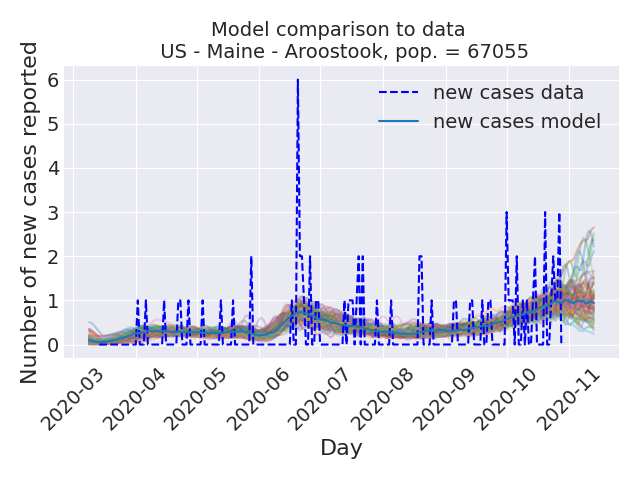 Model comparison to data
US - Maine - Aroostook, pop. = 67055
Number of new cases reported
6
5
4
3
2
1
0
new cases data
new cases model
2020-03
2020-04
2020-05
2020-06
2020-07
2020-08
2020-09
2020-10
2020-11
Day